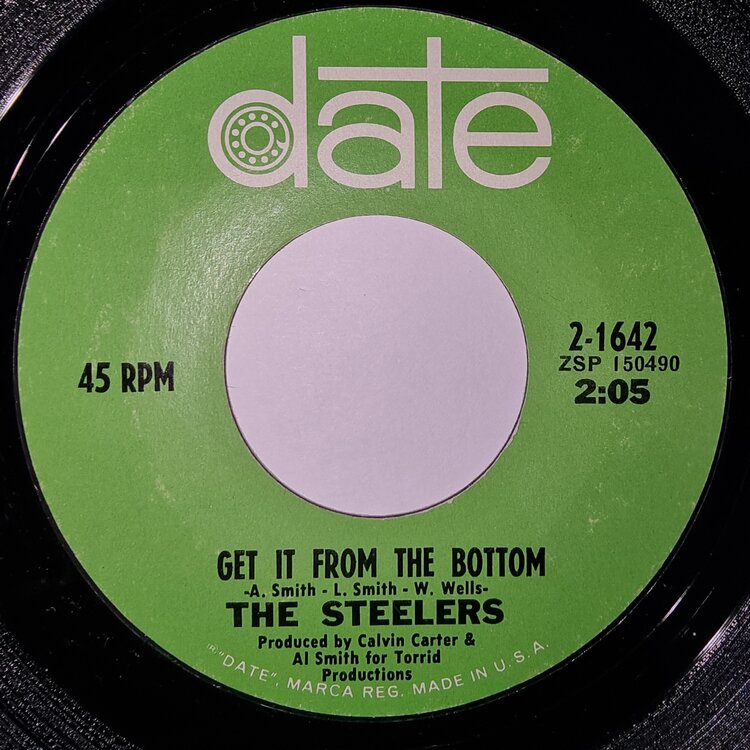 date
45 RPM
2-1642
ZSP 150490
2:05
GET IT FROM THE BOTTOM
-A. Smith - L. Smith - W. Wells-
THE STEELERS
Produced by Calvin Carter &
Al Smith for Torrid
Productions
® "DATE", MARCA REG. MADE IN U.S.A.